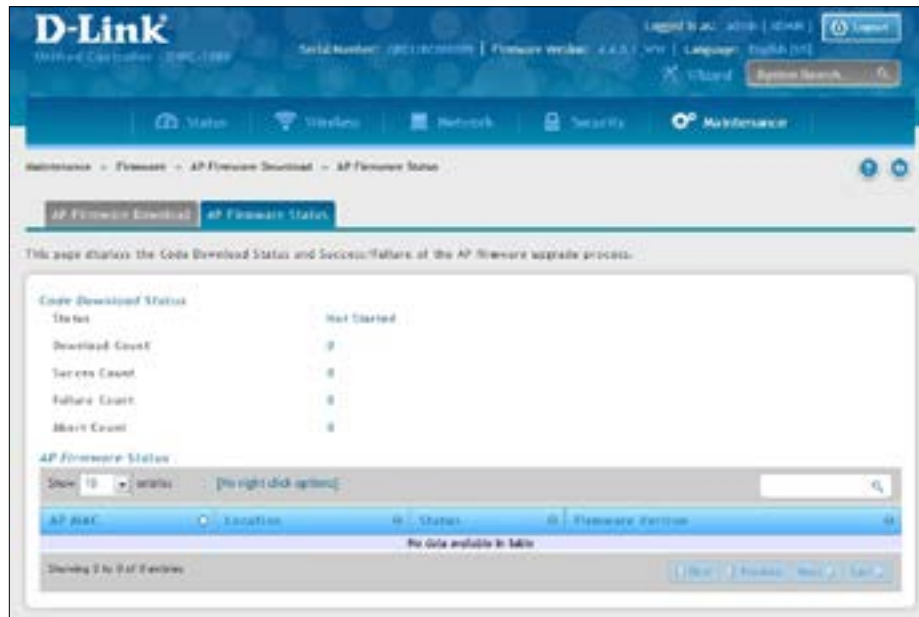 D-Link
Unified Controller - DWC-1000
Logged in as: admin ( ADMIN ) Logout
Serial Number: | Firmware Version: | Language: English [US]
Wizard System Search...
Status Wireless Network Security Maintenance
Maintenance » Firmware » AP Firmware Download » AP Firmware Status
AP Firmware Download AP Firmware Status
This page displays the Code Download Status and Success/Failure of the AP firmware upgrade process.
Code Download Status
Status Not Started
Download Count 0
Success Count 0
Failure Count 0
Abort Count 0
AP Firmware Status
Show 10 entries [No right click options]
AP MAC Location Status Firmware Version
No data available in table
Showing 0 to 0 of 0 entries
First Previous Next Last